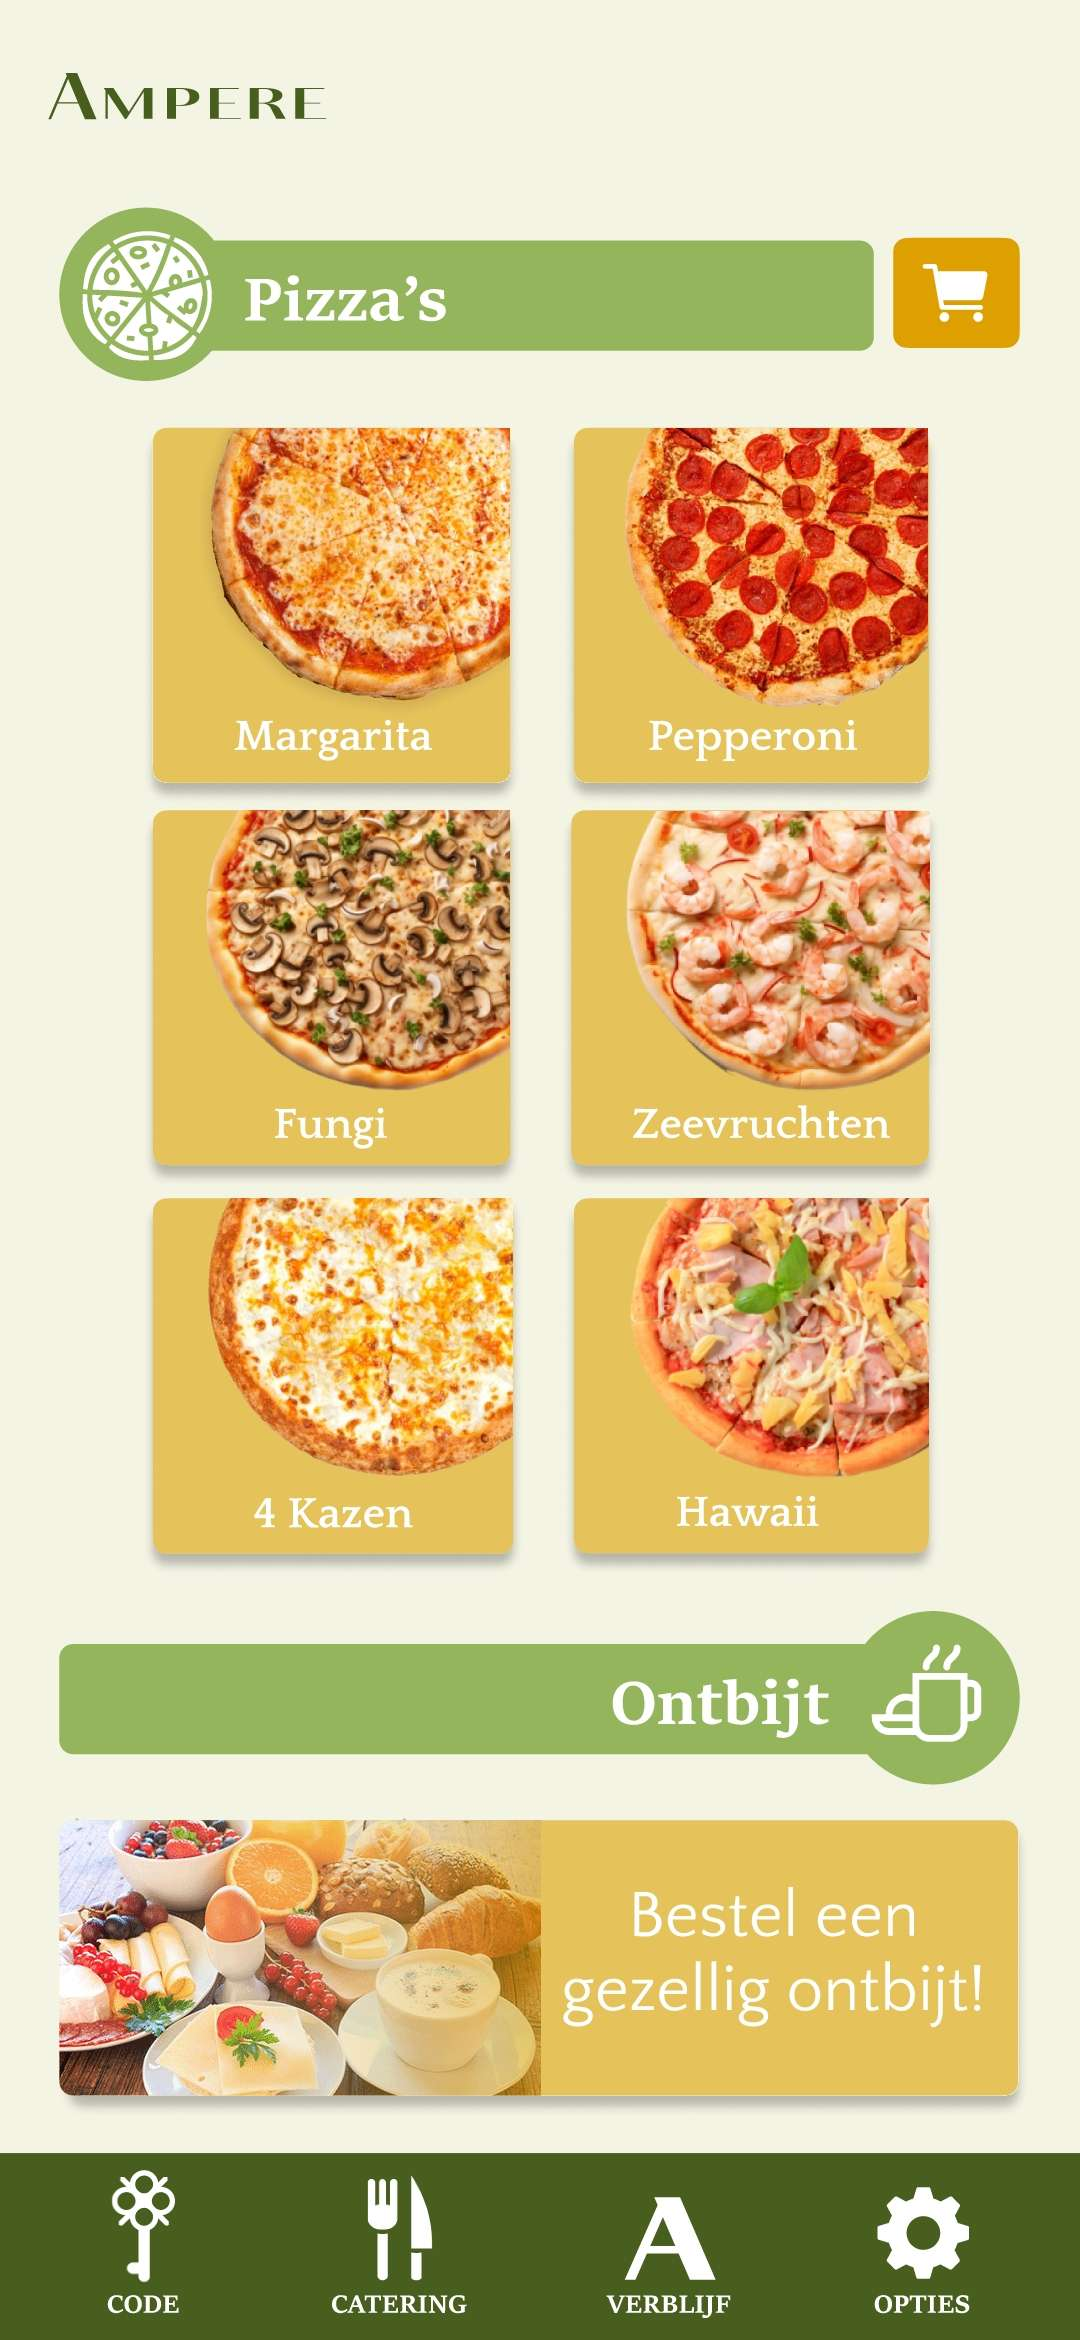 AMPERE
Pizza’s
Margarita
Pepperoni
Fungi
Zeevruchten
4 Kazen
Hawaii
Ontbijt
Bestel een
gezellig ontbijt!
CODE
CATERING
VERBLIJF
OPTIES